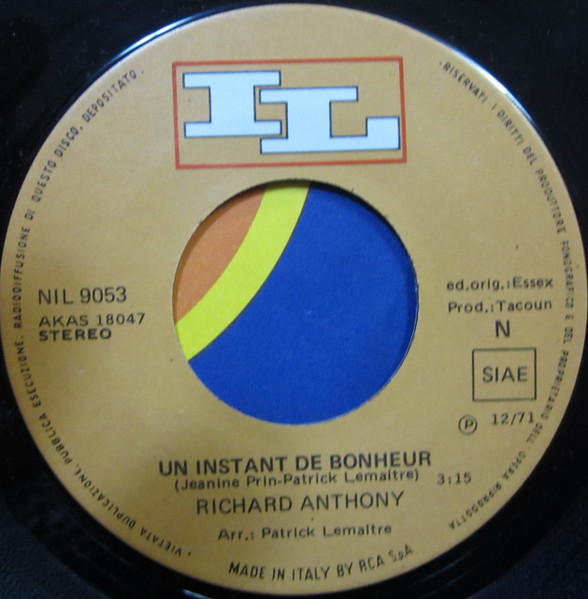 IL
NIL 9053
AKAS 18047
STEREO
ed.orig.:Essex
Prod.:Tacoun
N
SIAE
Ⓟ 12/71
UN INSTANT DE BONHEUR
(Jeanine Prin-Patrick Lemaitre) 3:15
RICHARD ANTHONY
Arr.: Patrick Lemaitre
MADE IN ITALY BY RCA S.p.A.
• VIETATA DUPLICAZIONE, PUBBLICA ESECUZIONE, RADIODIFFUSIONE DI QUESTO DISCO, DEPOSITATO •
• RISERVATI I DIRITTI DEL PRODUTTORE FONOGRAFICO E DEL PROPRIETARIO DELL'OPERA RIPRODOTTA